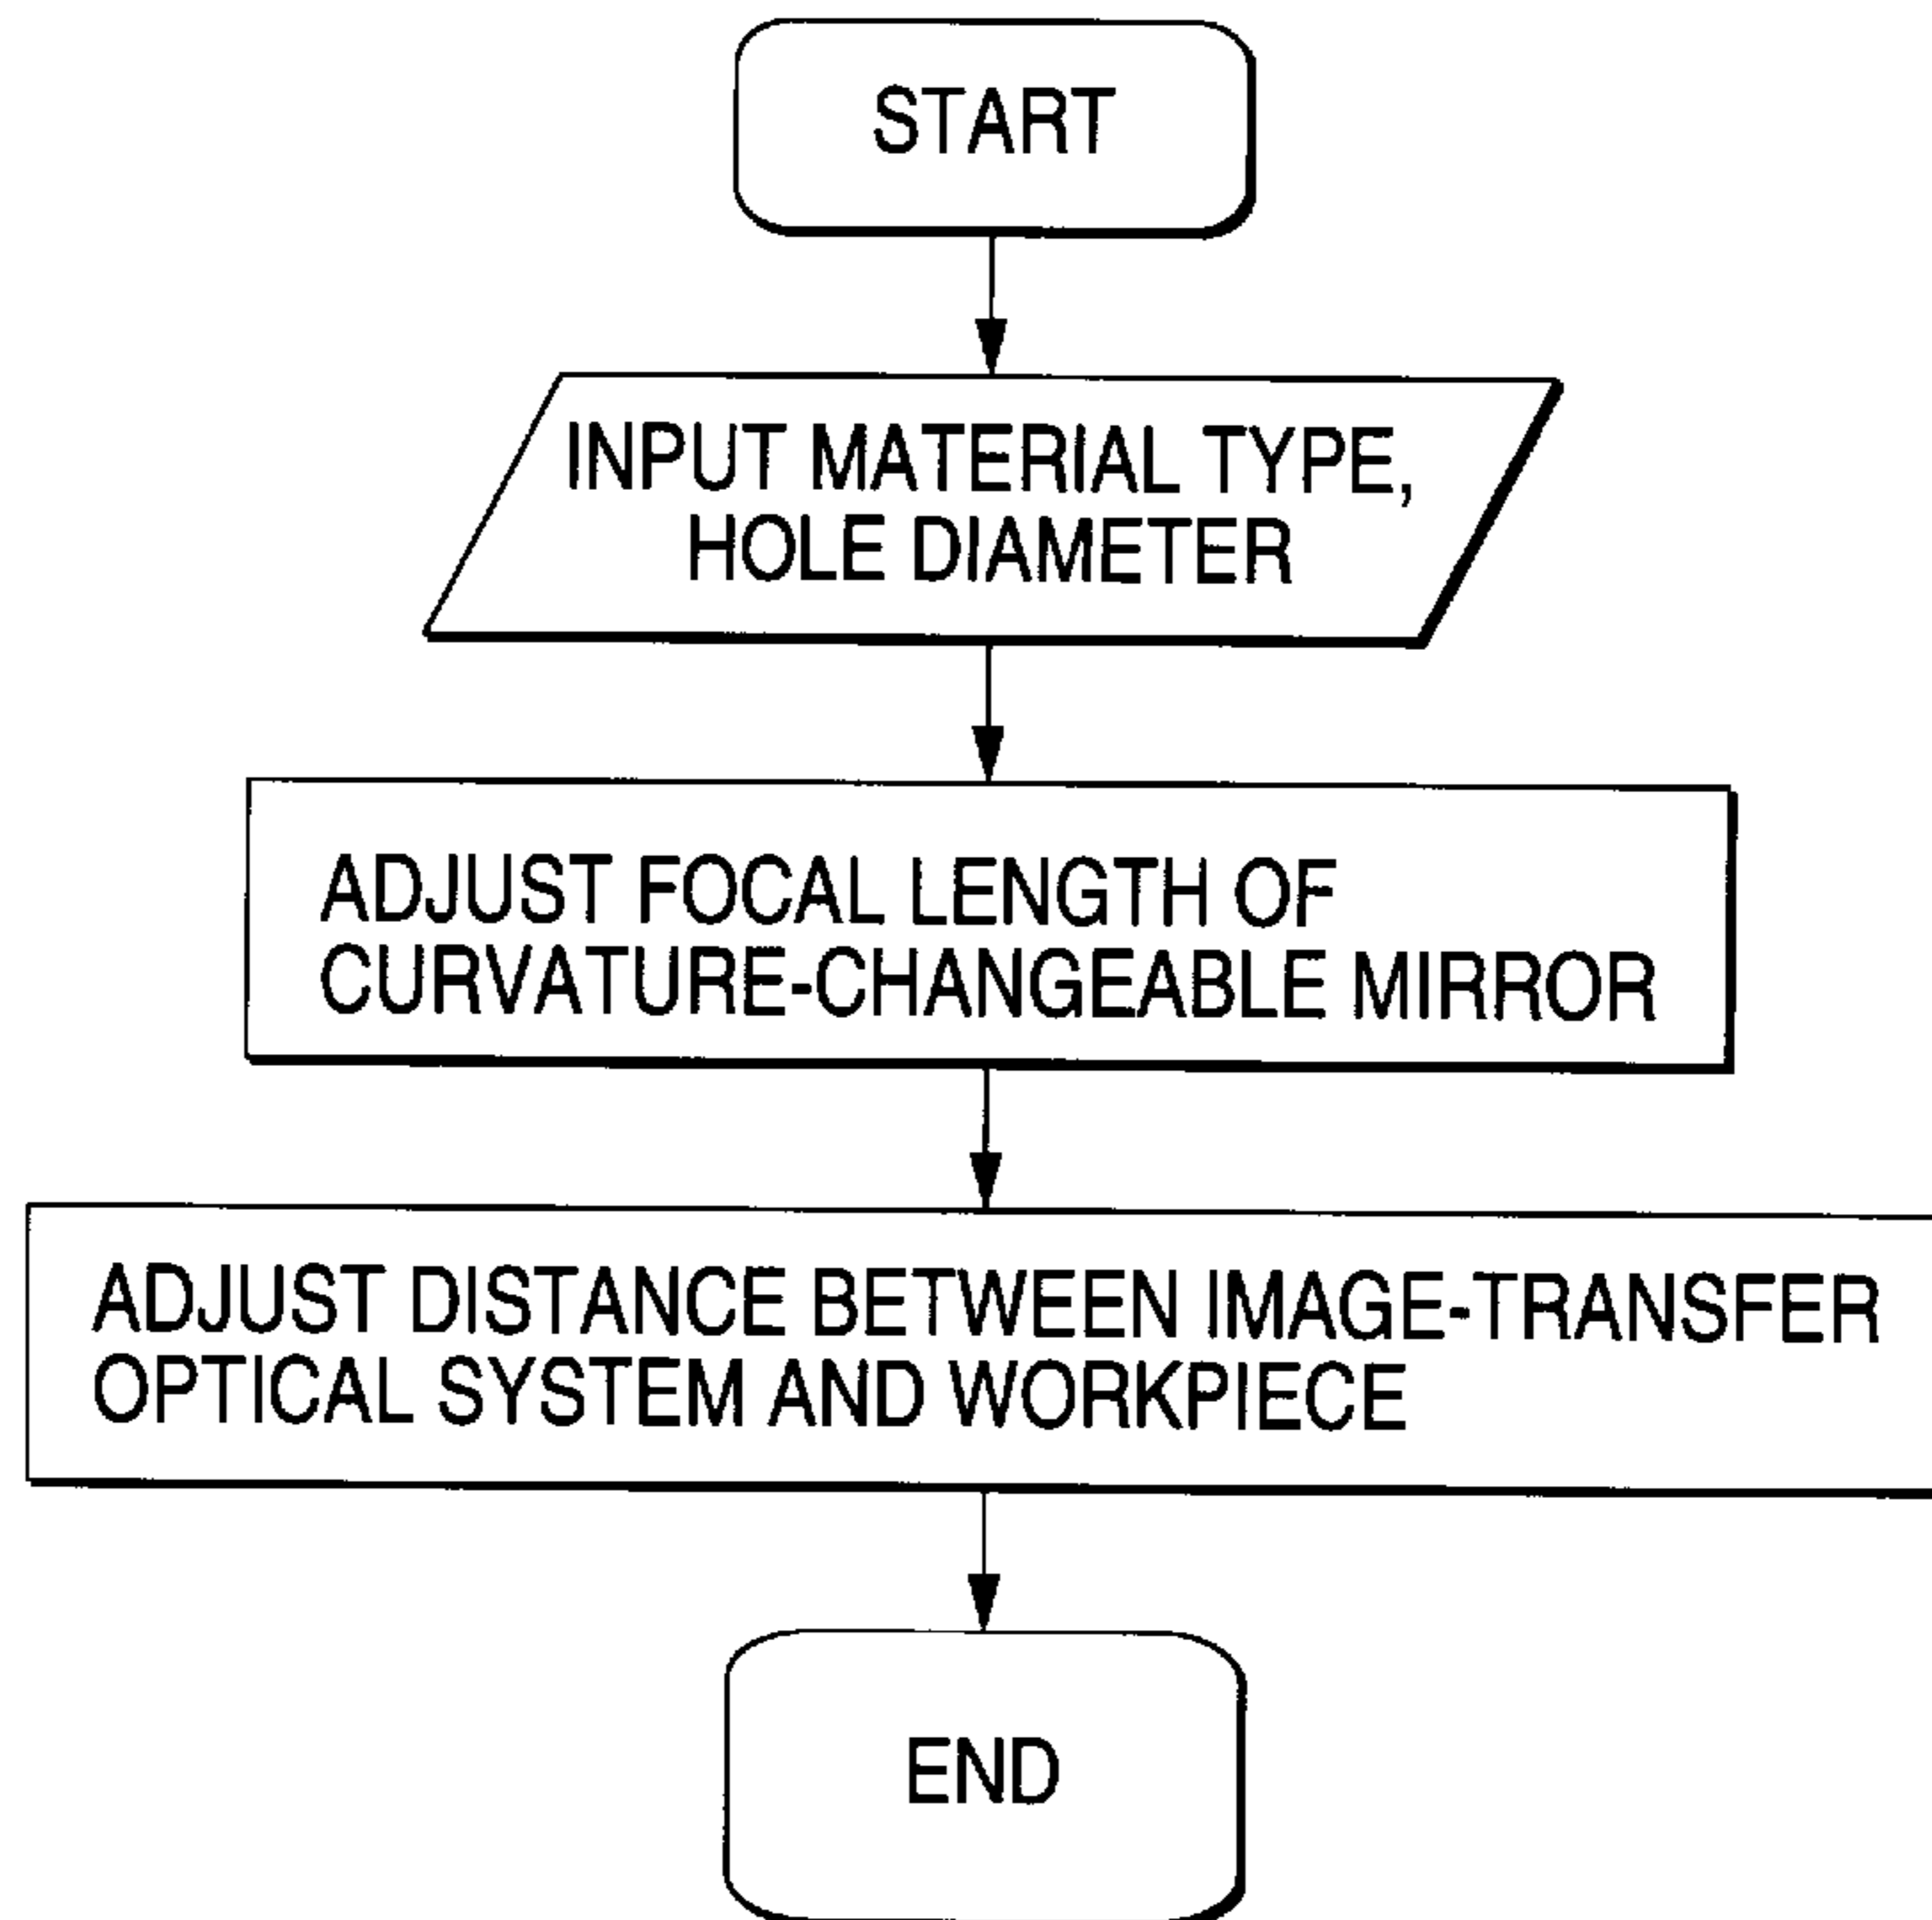 START
INPUT MATERIAL TYPE,
HOLE DIAMETER
ADJUST FOCAL LENGTH OF
CURVATURE-CHANGEABLE MIRROR
ADJUST DISTANCE BETWEEN IMAGE-TRANSFER
OPTICAL SYSTEM AND WORKPIECE
END